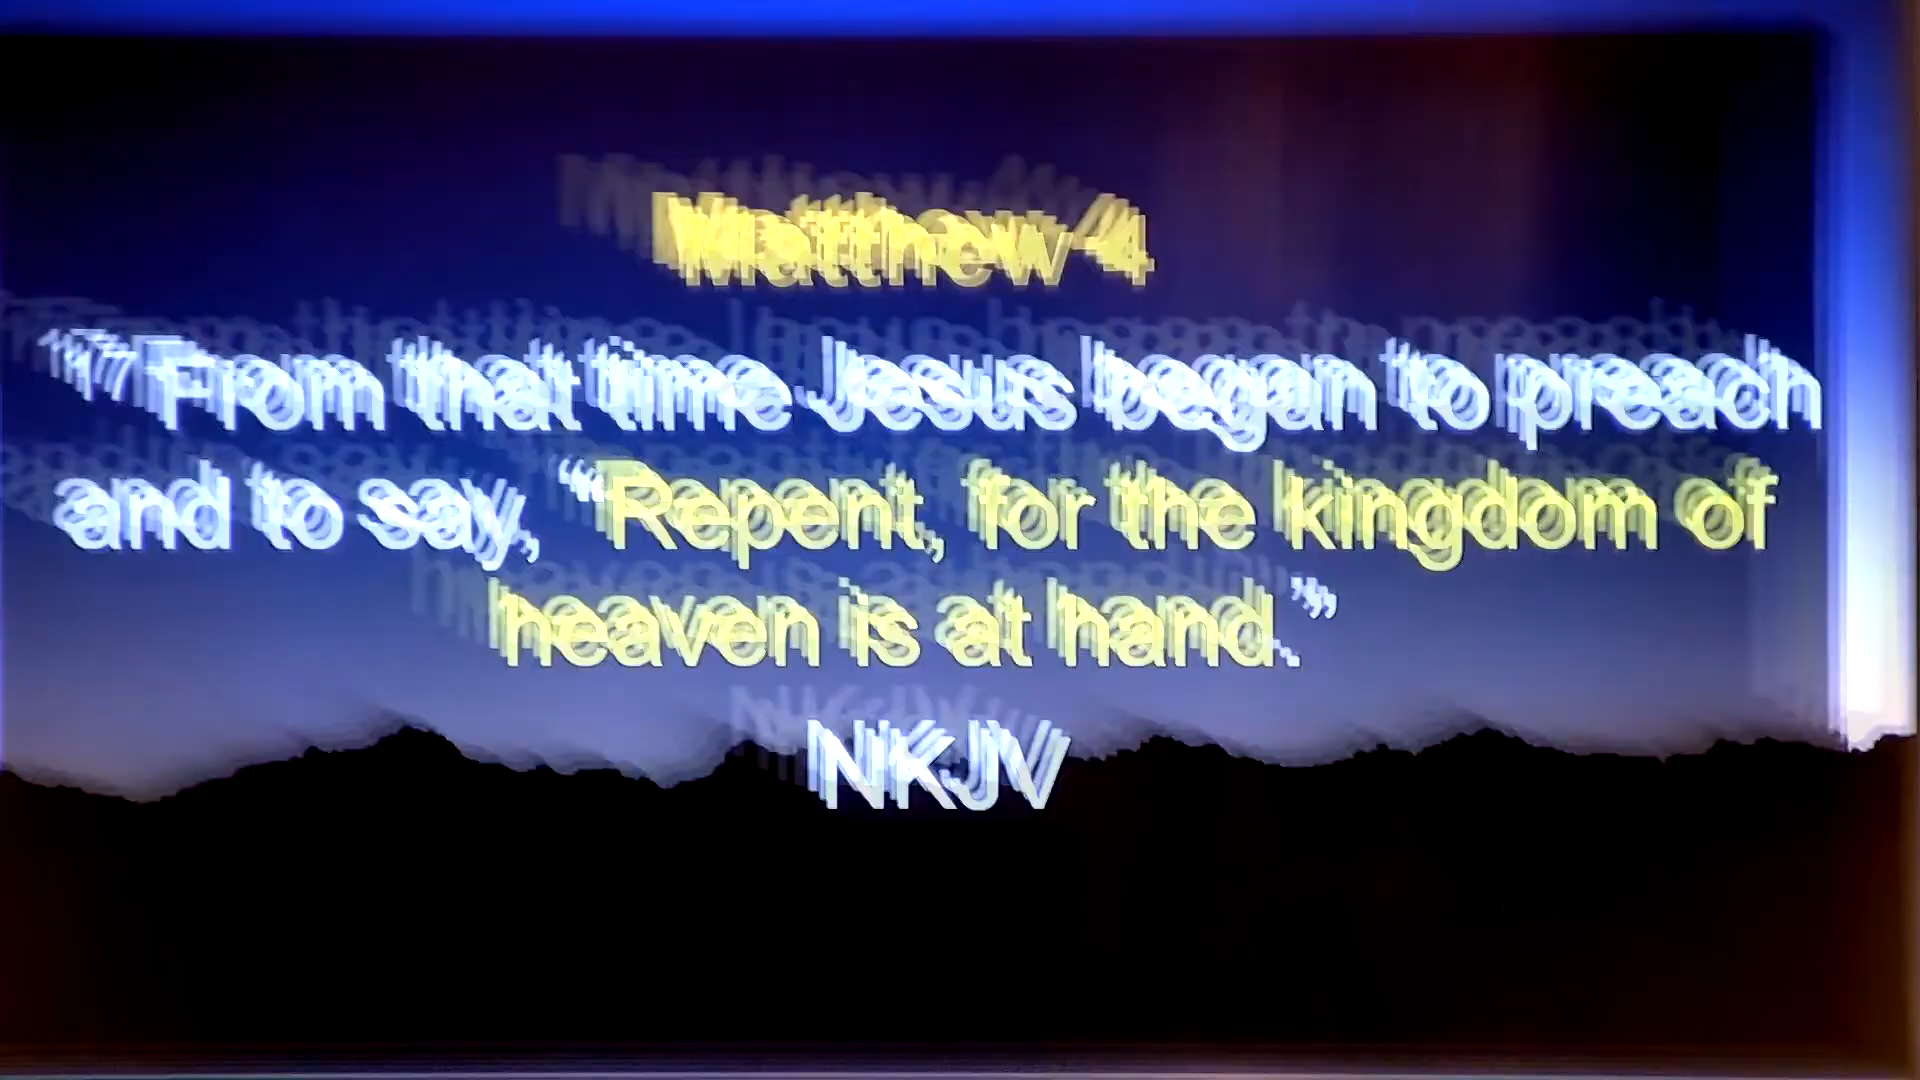 Matthew 4
"17 From that time Jesus began to preach
and to say, “Repent, for the kingdom of
heaven is at hand.”
NKJV